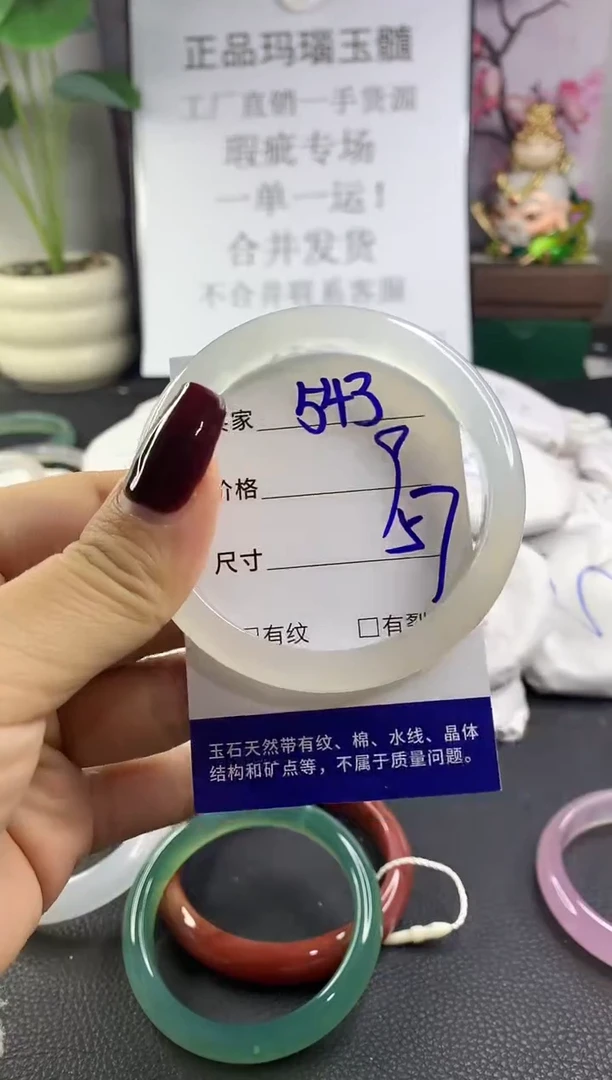 正品玛瑙玉髓
工厂直销一手货源
瑕疵专场
一单一运!
合并发货
不合并联系客服
家 543
价格
尺寸 57
有纹 □有裂
玉石天然带有纹、棉、水线、晶体
结构和矿点等，不属于质量问题。